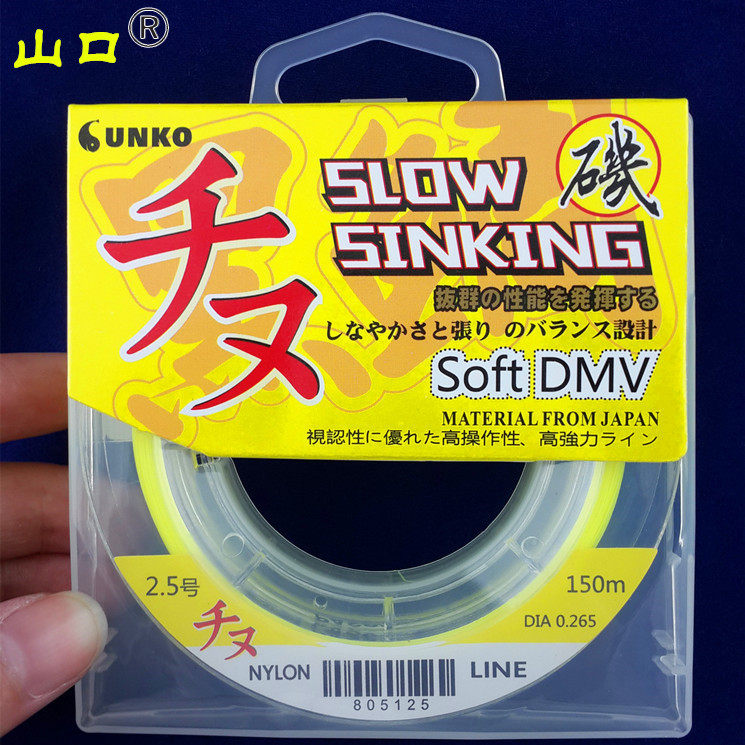 山口®
SUNKO
チヌ
SLOW
SINKING
磯
抜群の性能を発揮する
しなやかさと張り のバランス設計
Soft DMV
MATERIAL FROM JAPAN
視認性に優れた高操作性、高強力ライン
2.5号
150m
チヌ
DIA 0.265
NYLON
LINE
805125